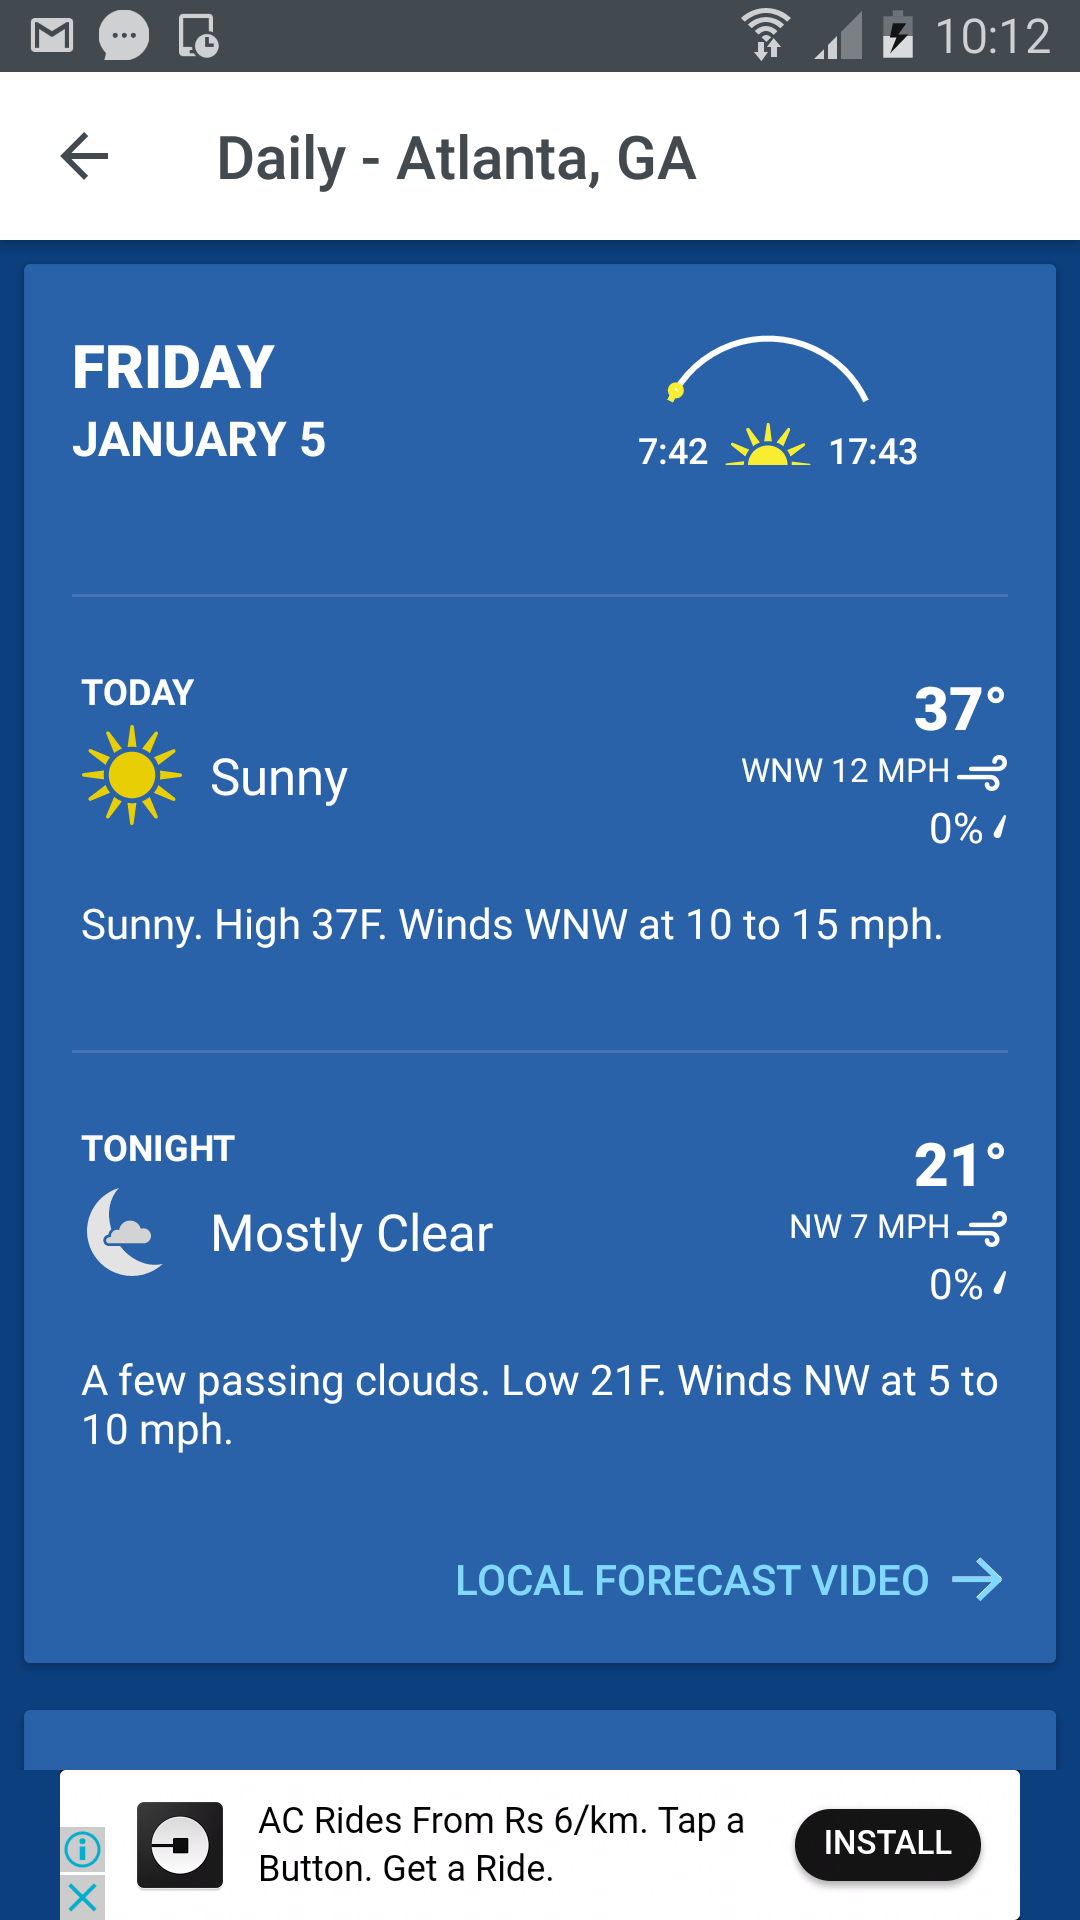 10:12
Daily - Atlanta, GA
FRIDAY
JANUARY 5
7:42 17:43
TODAY
37°
Sunny
WNW 12 MPH
0%
Sunny. High 37F. Winds WNW at 10 to 15 mph.
TONIGHT
21°
Mostly Clear
NW 7 MPH
0%
A few passing clouds. Low 21F. Winds NW at 5 to
10 mph.
LOCAL FORECAST VIDEO
AC Rides From Rs 6/km. Tap a
Button. Get a Ride.
INSTALL